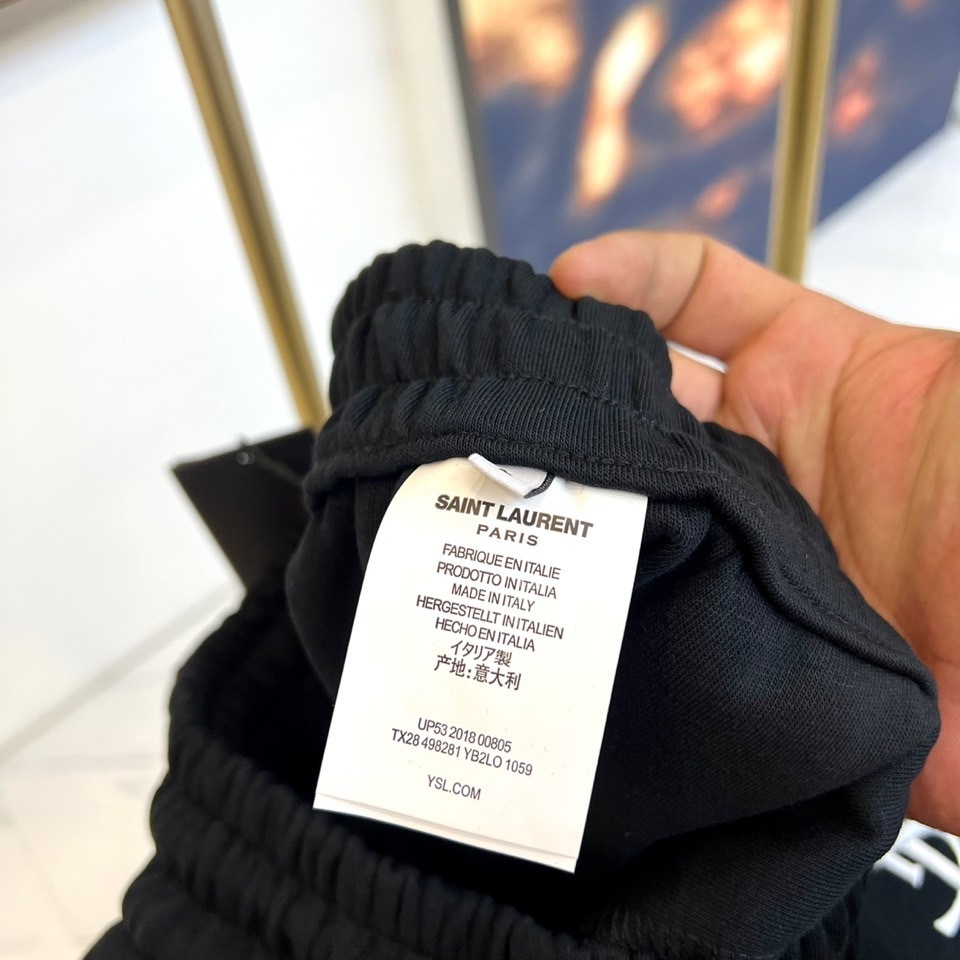 SAINT LAURENT
PARIS
FABRIQUE EN ITALIE
PRODOTTO IN ITALIA
MADE IN ITALY
HERGESTELLT IN ITALIEN
HECHO EN ITALIA
イタリア製
产地:意大利
UP53 2018 00805
TX28 498281 YB2LO 1059
YSL.COM